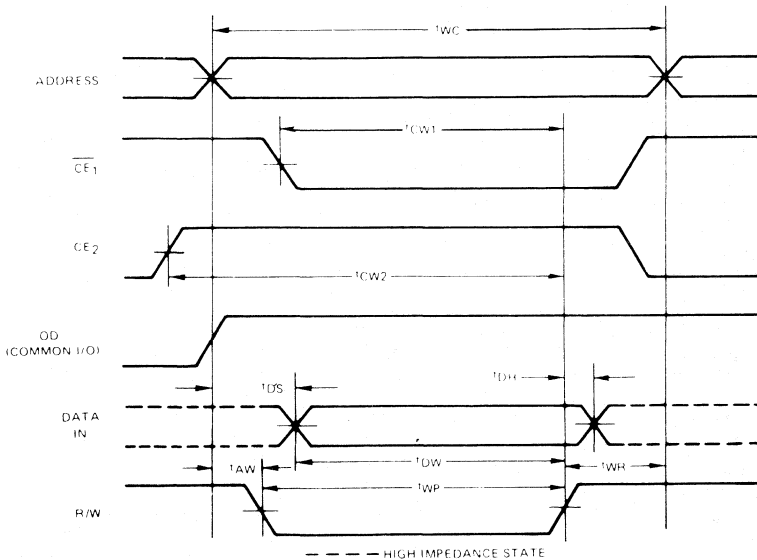 tWC
ADDRESS
tCW1
CE1
CE2
tCW2
OD
(COMMON I/O)
tDS
tDH
DATA
IN
tDW
tAW
tWR
tWP
R/W
HIGH IMPEDANCE STATE